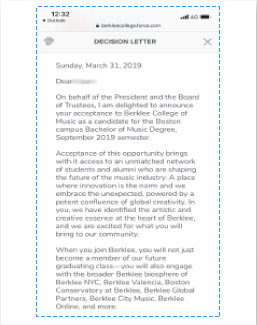 12:32
4G
Outlook
berkleecollege.force.com
DECISION LETTER
Sunday, March 31, 2019
Dear
On behalf of the President and the Board
of Trustees, I am delighted to announce
your acceptance to Berklee College of
Music as a candidate for the Boston
campus Bachelor of Music Degree,
September 2019 semester.
Acceptance of this opportunity brings
with it access to an unmatched network
of students and alumni who are shaping
the future of the music industry. A place
where innovation is the norm and we
embrace the unexpected, powered by a
potent confluence of global creativity. In
you, we have identified the artistic and
creative essence at the heart of Berklee,
and we are excited for what you will
bring to our community.
When you join Berklee, you will not just
become a member of our future
graduating class—you will also engage
with the broader Berklee biosphere of
Berklee NYC, Berklee Valencia, Boston
Conservatory at Berklee, Berklee Global
Partners, Berklee City Music, Berklee
Online, and more.